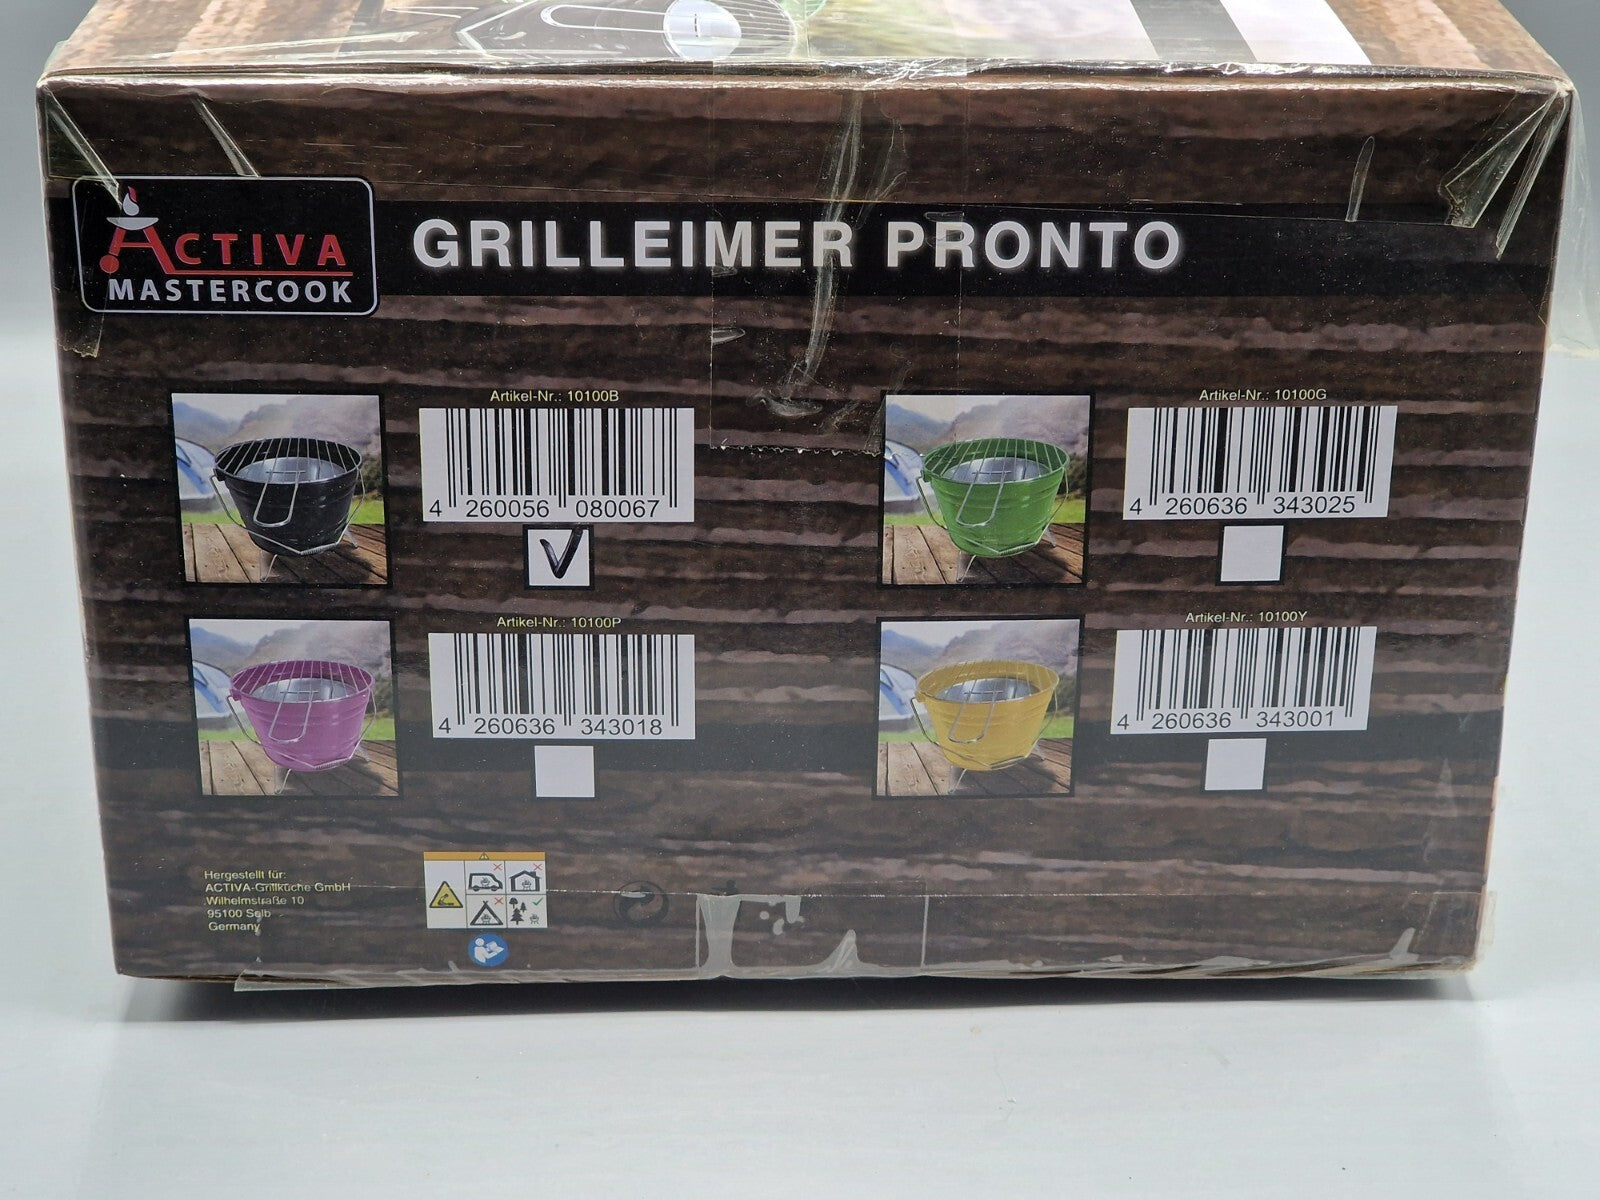 ACTIVA
MASTERCOOK
GRILLEIMER PRONTO
Artikel-Nr.: 10100B
4 260056 080067
Artikel-Nr.: 10100G
4 260636 343025
Artikel-Nr.: 10100P
4 260636 343018
Artikel-Nr.: 10100Y
4 260636 343001
Hergestellt für:
ACTIVA-Grillküche GmbH
Wilhelmstraße 10
95100 Selb
Germany